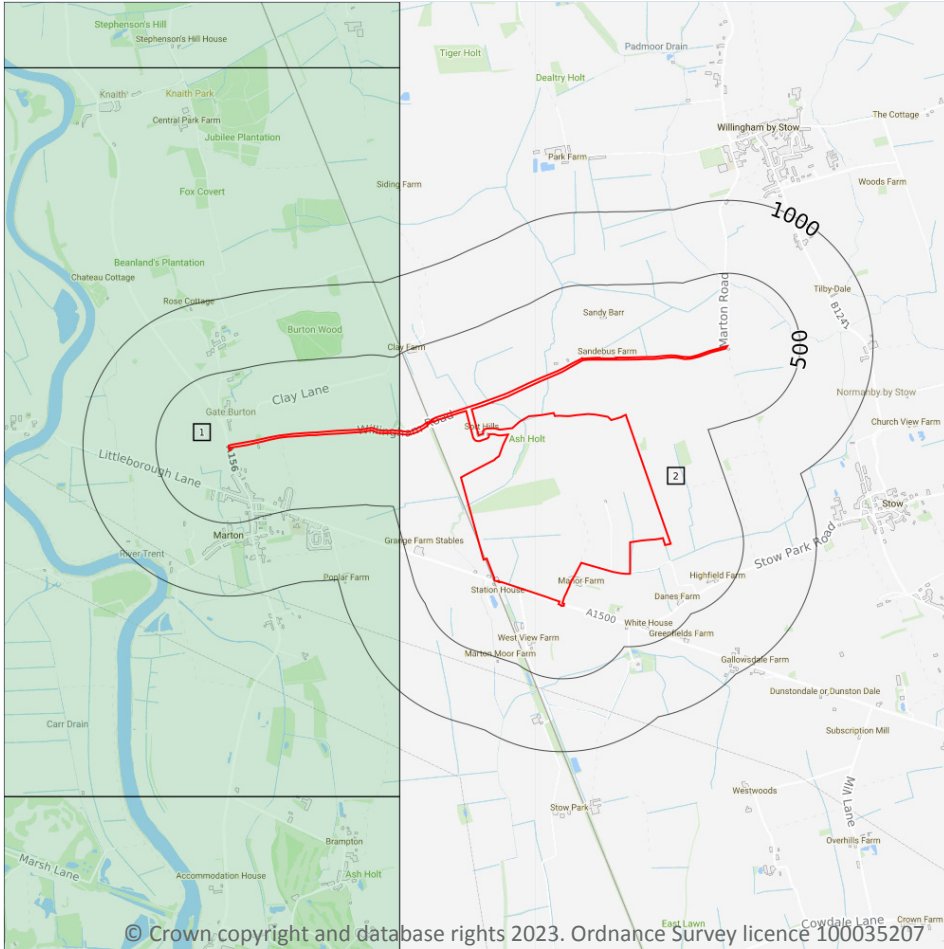 Stephenson's Hill
Stephenson's Hill House
Padmoor Drain
Tiger Holt
Dealtry Holt
Knaith
Knaith Park
Central Park Farm
The Cottage
Willingham by Stow
Jubilee Plantation
Park Farm
Siding Farm
Woods Farm
Fox Covert
1000
Beanland's Plantation
Chateau Cottage
Tilby Dale
Rose Cottage
B1241
Marton Road
Sandy Barr
Burton Wood
Clay Farm
Sandebus Farm
500
Clay Lane
Normanby by Stow
Gate Burton
Willingham Road
Church View Farm
1
Ash Holt
Littleborough Lane
2
Stow
Marton
Grange Farm Stables
Stow Park Road
River Trent
Poplar Farm
Highfield Farm
Manor Farm
Station House
Danes Farm
A1500
White House
West View Farm
Greenfields Farm
Marton Moor Farm
Gallowsdale Farm
Dunstondale or Dunston Dale
Carr Drain
Subscription Mill
Westwoods
Mill Lane
Stow Park
Brampton
Overhills Farm
Marsh Lane
Accommodation House
Ash Holt
East Lawn
Cowdale Lane
Crown Farm
© Crown copyright and database rights 2023. Ordnance Survey licence 100035207